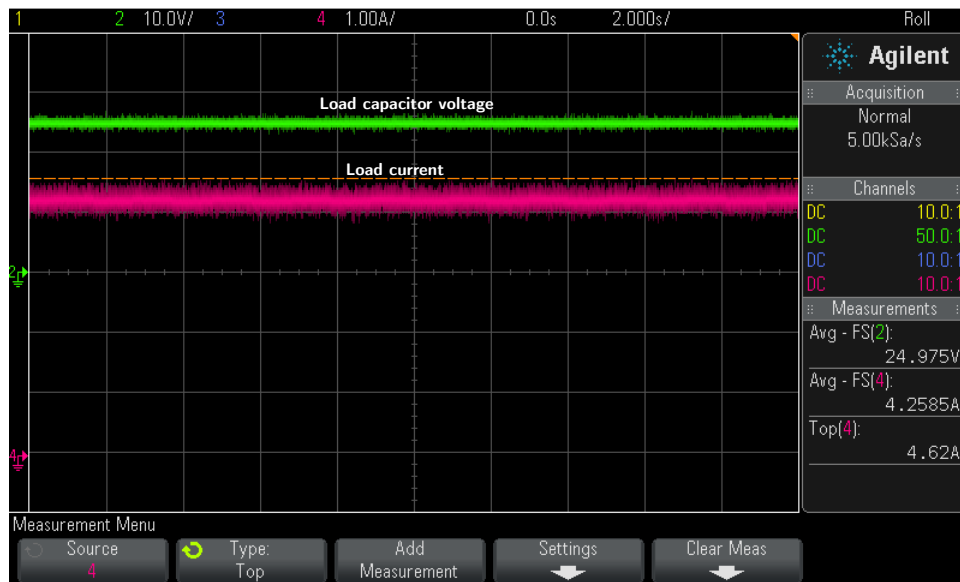 1 2 10.0V/ 3 4 1.00A/ 0.0s 2.000s/ Roll
Agilent
Acquisition
Normal
5.00kSa/s
Channels
DC 10.0:1
DC 50.0:1
DC 10.0:1
DC 10.0:1
Measurements
Avg - FS(2):
24.975V
Avg - FS(4):
4.2585A
Top(4):
4.62A
Load capacitor voltage
Load current
2
4
Measurement Menu
Source
4
Type:
Top
Add
Measurement
Settings
Clear Meas